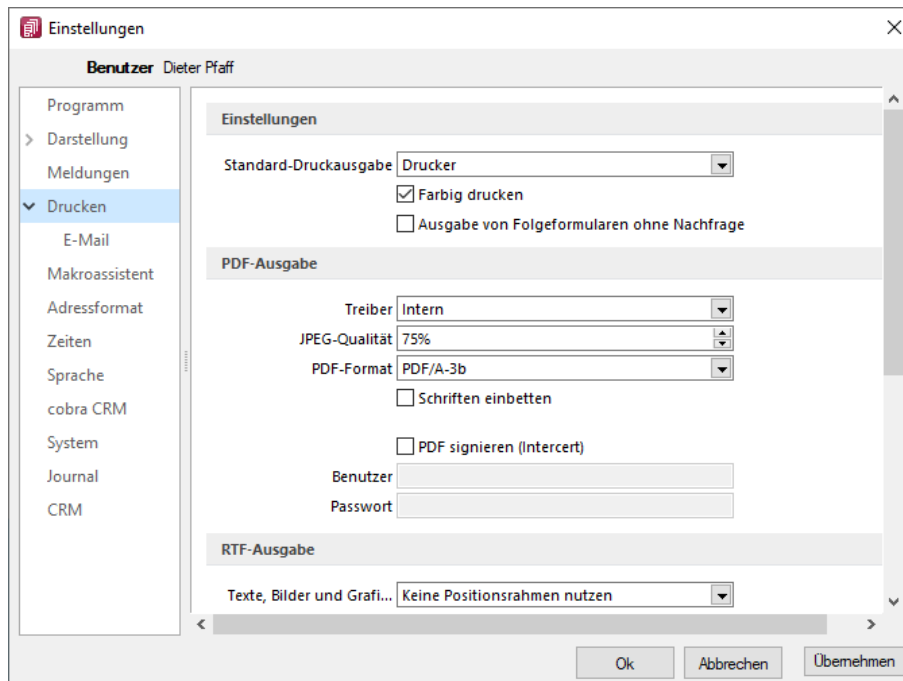 Einstellungen
Benutzer Dieter Pfaff
Programm
Darstellung
Meldungen
Drucken
E-Mail
Makroassistent
Adressformat
Zeiten
Sprache
cobra CRM
System
Journal
CRM
Einstellungen
Standard-Druckausgabe Drucker
Farbig drucken
Ausgabe von Folgeformularen ohne Nachfrage
PDF-Ausgabe
Treiber Intern
JPEG-Qualität 75%
PDF-Format PDF/A-3b
Schriften einbetten
PDF signieren (Intercert)
Benutzer
Passwort
RTF-Ausgabe
Texte, Bilder und Grafi... Keine Positionsrahmen nutzen
Ok Abbrechen Übernehmen